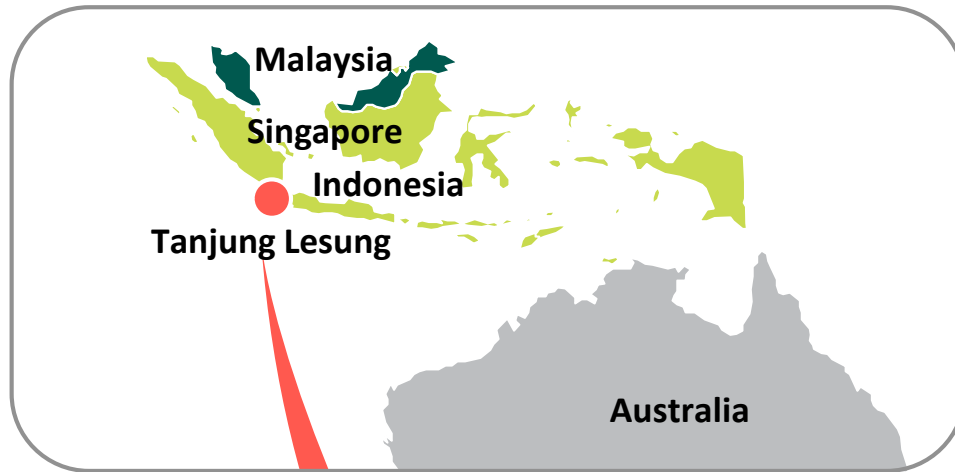 Malaysia
Singapore
Indonesia
Tanjung Lesung
Australia